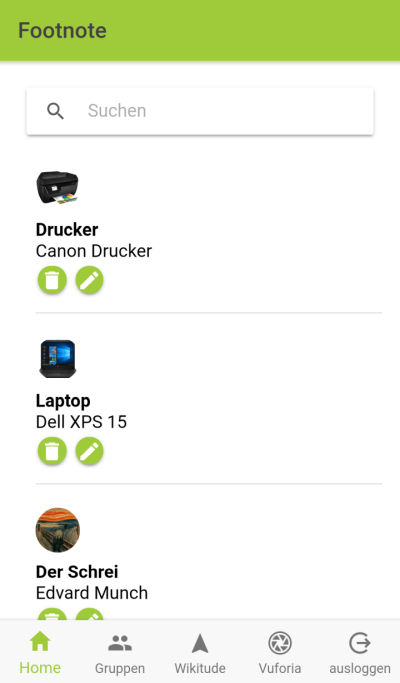 Footnote
Suchen
Drucker
Canon Drucker
Laptop
Dell XPS 15
Der Schrei
Edvard Munch
Home
Gruppen
Wikitude
Vuforia
ausloggen